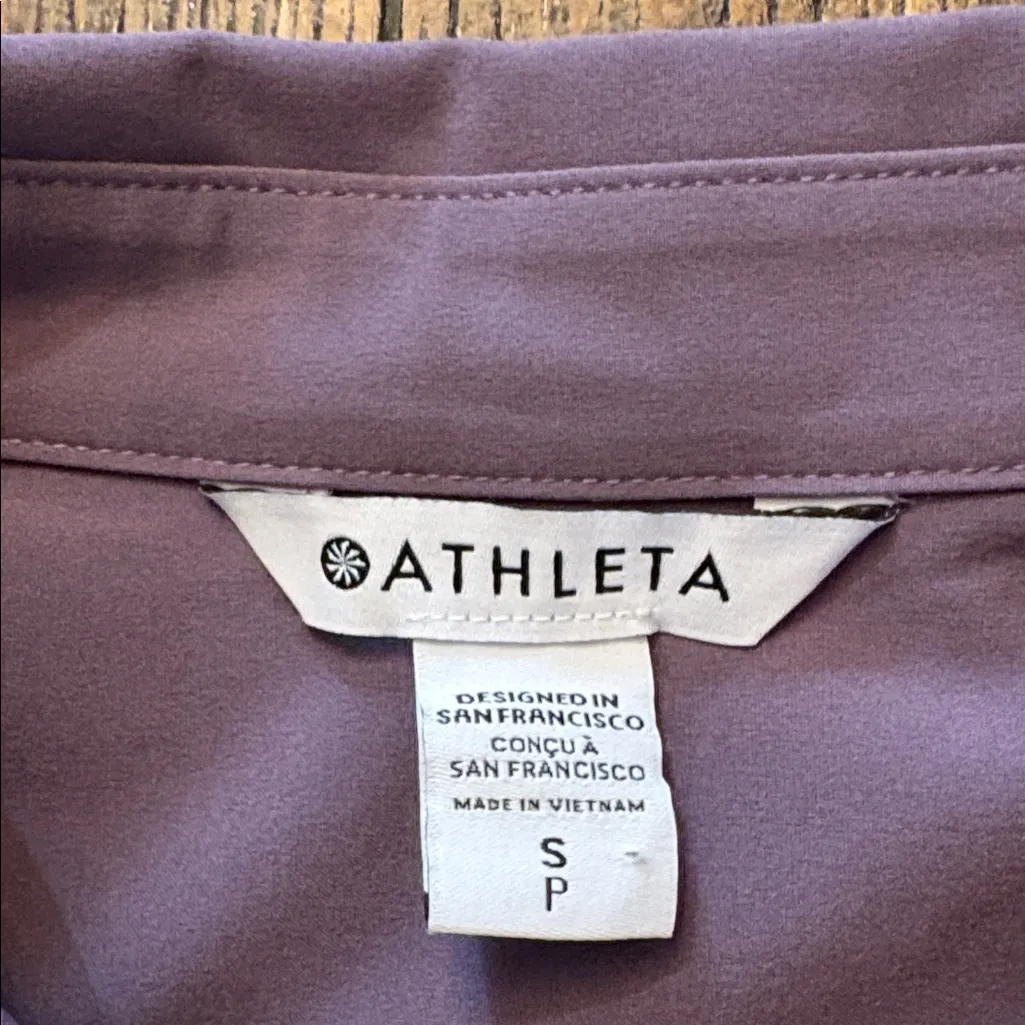 ATHLETA
DESIGNED IN
SAN FRANCISCO
CONÇU À
SAN FRANCISCO
MADE IN VIETNAM
S
P